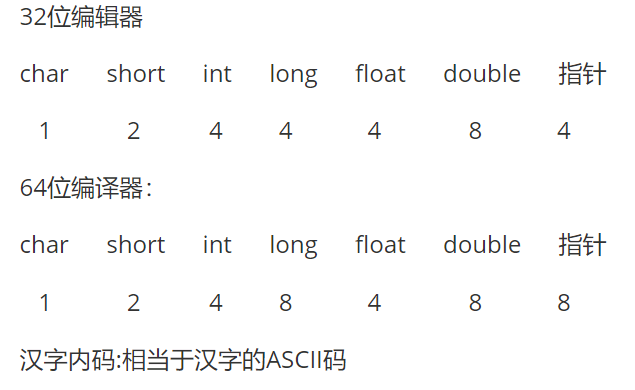 32位编辑器
char short int long float double 指针
1 2 4 4 4 8 4
64位编译器：
char short int long float double 指针
1 2 4 8 4 8 8
汉字内码:相当于汉字的ASCII码